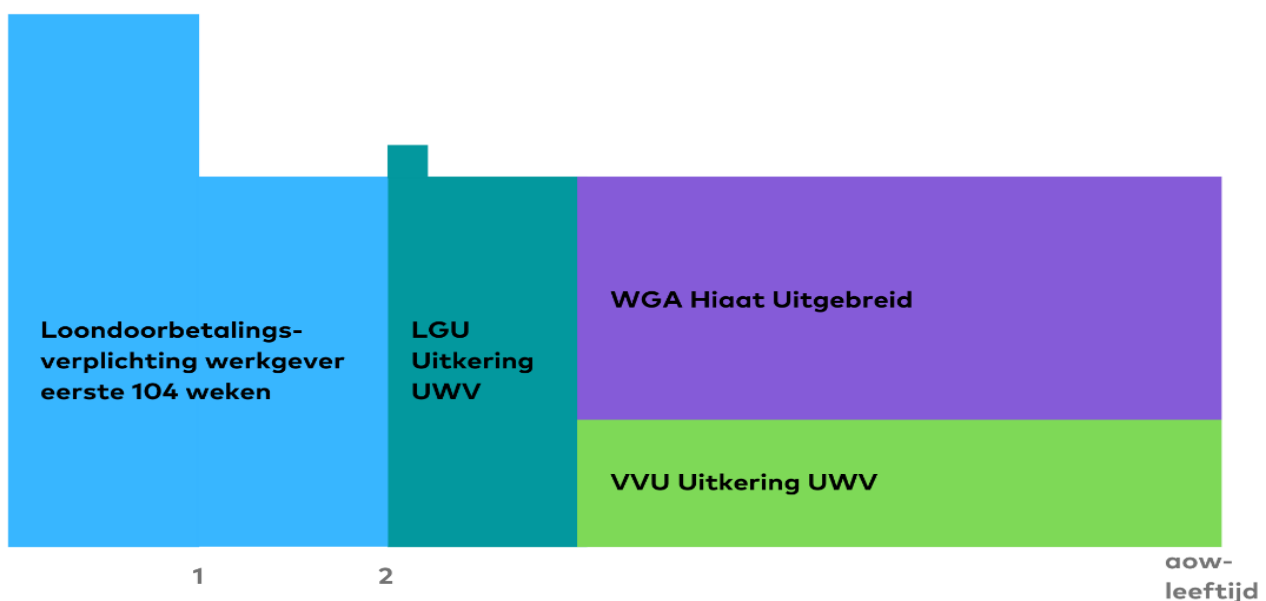 Loondoorbetalings-
verplichting werkgever
eerste 104 weken
LGU
Uitkering
UWV
WGA Hiaat Uitgebreid
VVU Uitkering UWV
1
2
aow-
leeftijd